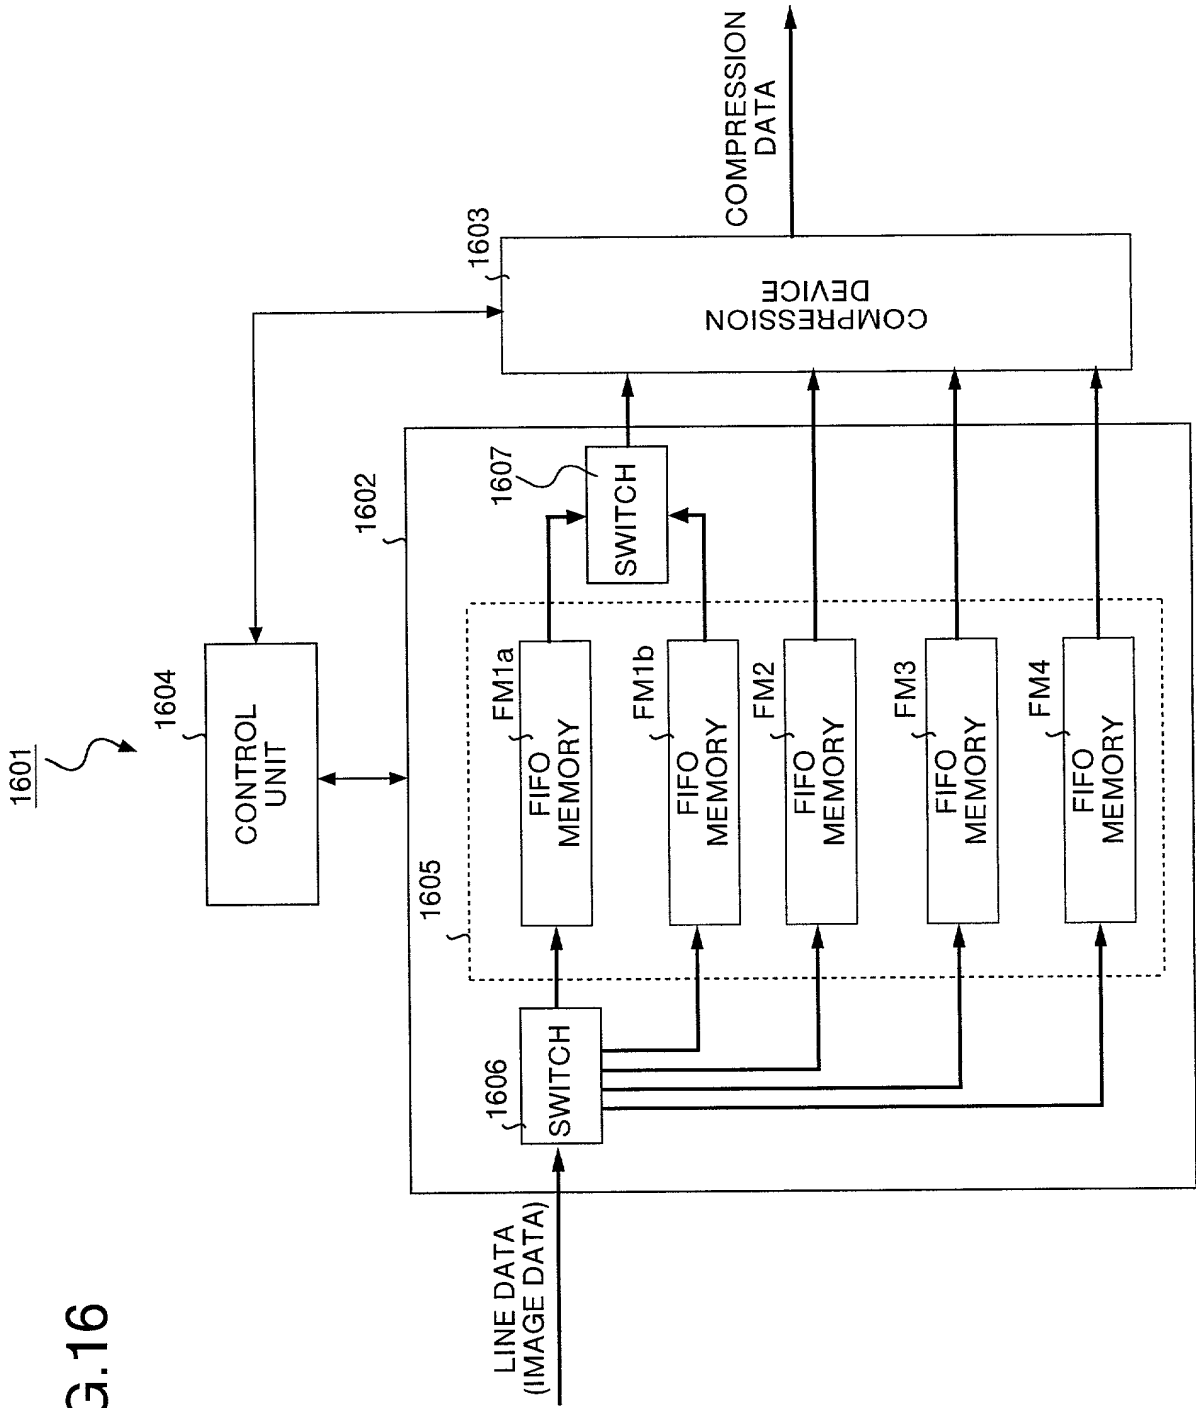 G.16
1601
1604
CONTROL
UNIT
1602
1603
COMPRESSION
DEVICE
COMPRESSION
DATA
1605
1606
SWITCH
LINE DATA
(IMAGE DATA)
FM1a
FIFO
MEMORY
FM1b
FIFO
MEMORY
FM2
FIFO
MEMORY
FM3
FIFO
MEMORY
FM4
FIFO
MEMORY
1607
SWITCH